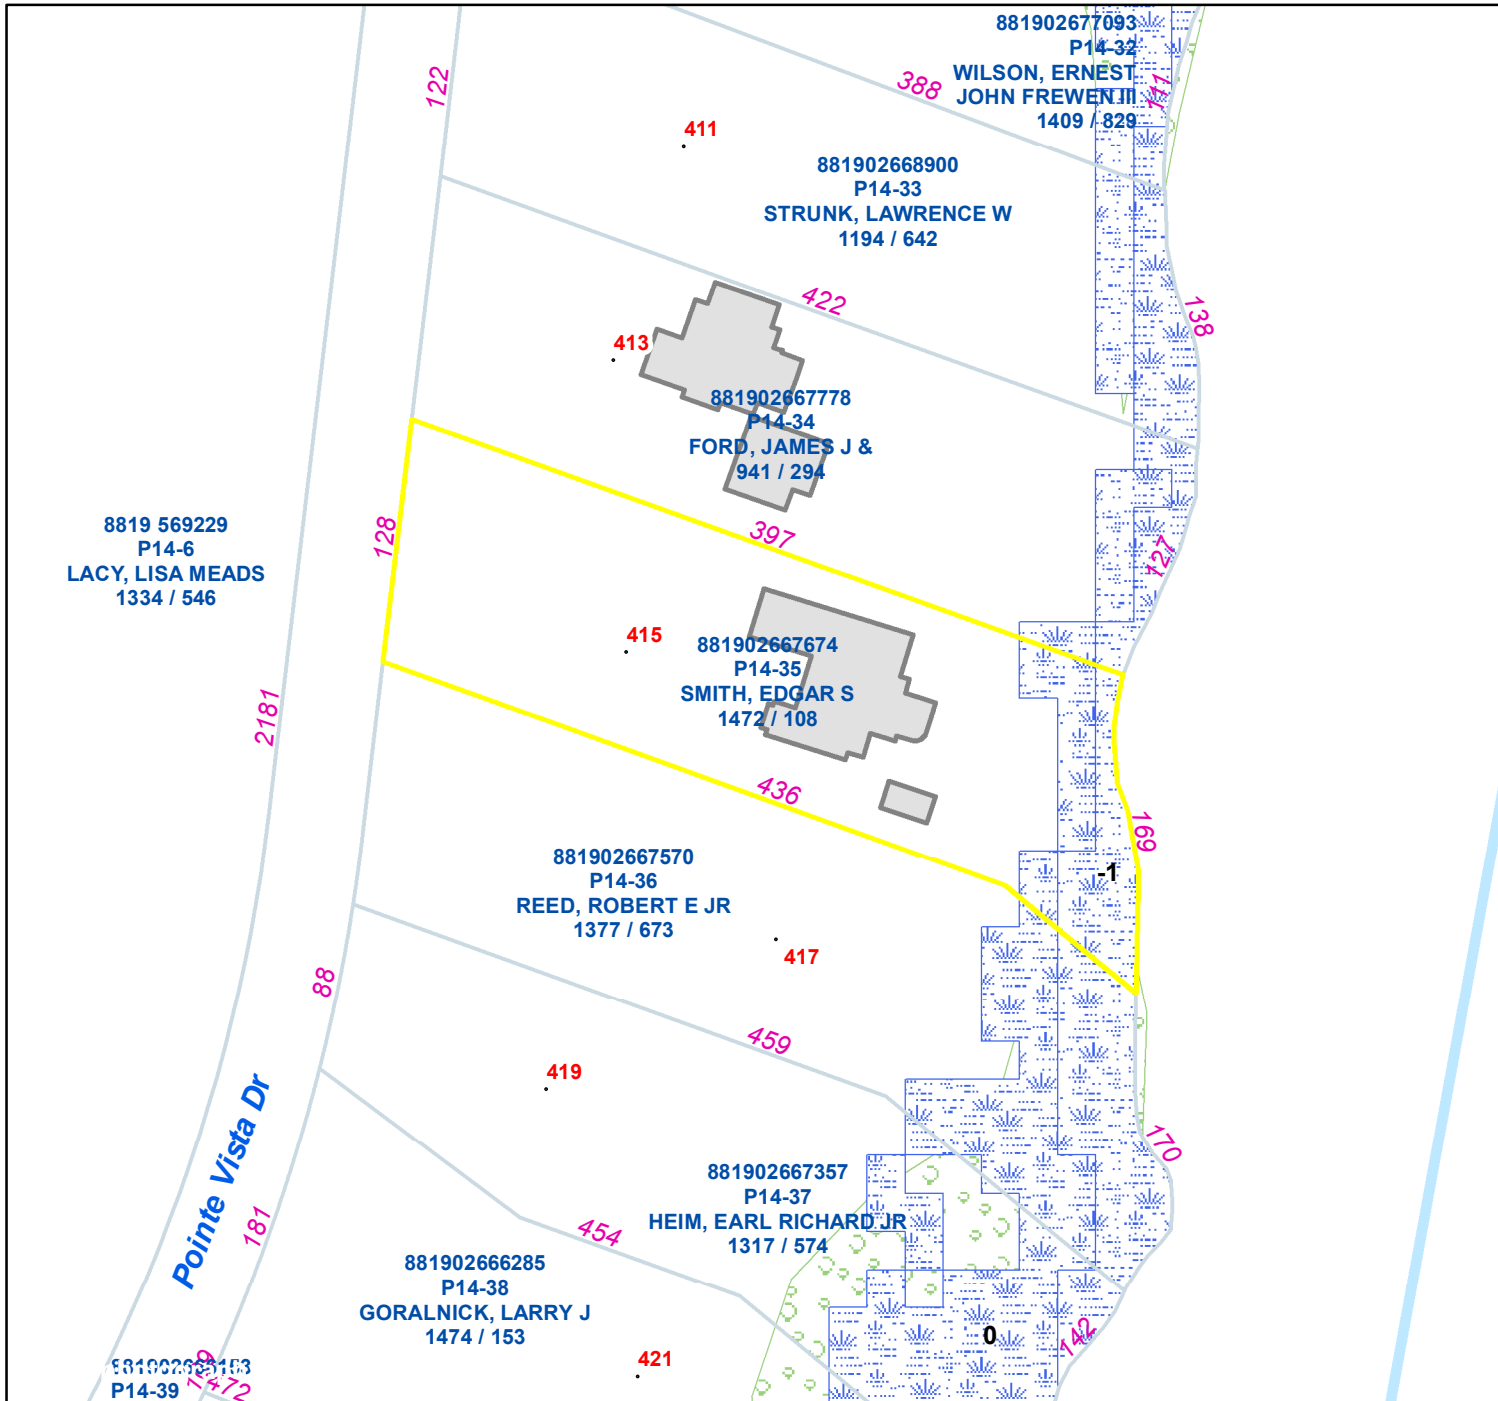 881902677093
P14-32
WILSON, ERNEST
JOHN FREWEN III
1409 / 829
111
122
388
411
881902668900
P14-33
STRUNK, LAWRENCE W
1194 / 642
422
138
413
881902667778
P14-34
FORD, JAMES J &
941 / 294
8819 569229
P14-6
LACY, LISA MEADS
1334 / 546
128
397
127
415
881902667674
P14-35
SMITH, EDGAR S
1472 / 108
2181
436
169
-1
881902667570
P14-36
REED, ROBERT E JR
1377 / 673
417
88
459
419
Pointe Vista Dr
170
881902667357
P14-37
HEIM, EARL RICHARD JR
1317 / 574
181
454
881902666285
P14-38
GORALNICK, LARRY J
1474 / 153
0
142
421
472
P14-39